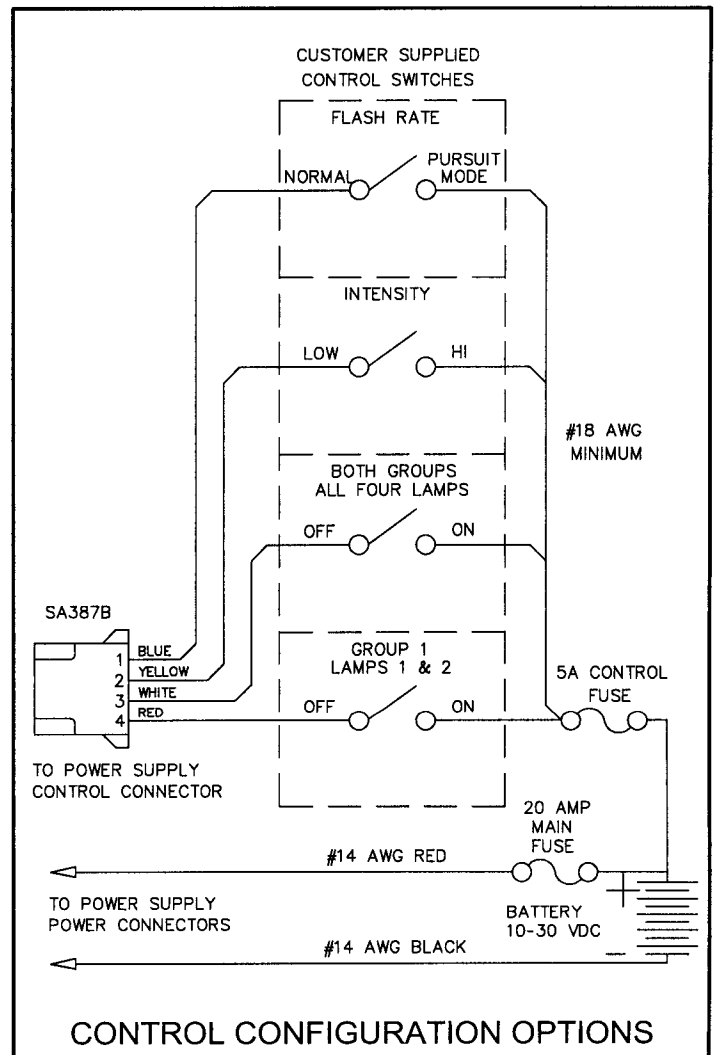 CUSTOMER SUPPLIED
CONTROL SWITCHES
FLASH RATE
NORMAL
PURSUIT
MODE
INTENSITY
LOW
HI
#18 AWG
MINIMUM
BOTH GROUPS
ALL FOUR LAMPS
OFF
ON
SA387B
1 BLUE
2 YELLOW
3 WHITE
4 RED
GROUP 1
LAMPS 1 & 2
OFF
ON
5A CONTROL
FUSE
TO POWER SUPPLY
CONTROL CONNECTOR
20 AMP
MAIN
FUSE
#14 AWG RED
TO POWER SUPPLY
POWER CONNECTORS
+
BATTERY
10-30 VDC
-
#14 AWG BLACK
CONTROL CONFIGURATION OPTIONS